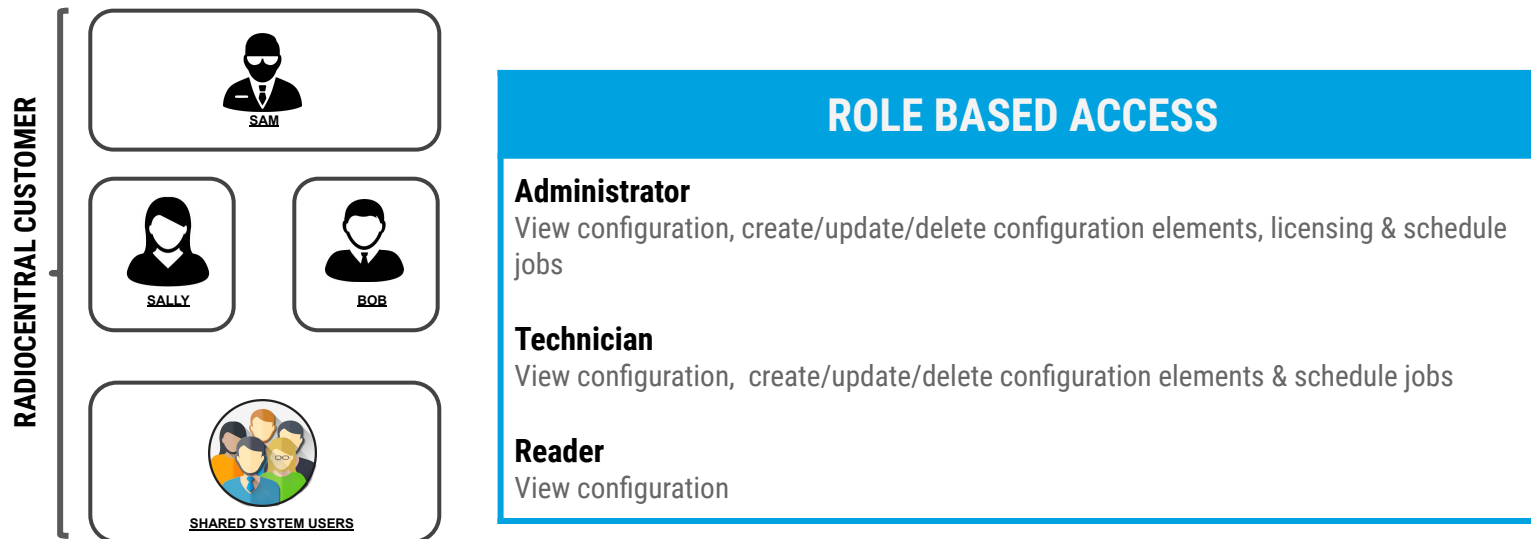 RADIOCENTRAL CUSTOMER
SAM
SALLY
BOB
SHARED SYSTEM USERS
ROLE BASED ACCESS
Administrator
View configuration, create/update/delete configuration elements, licensing & schedule
jobs
Technician
View configuration,  create/update/delete configuration elements & schedule jobs
Reader
View configuration